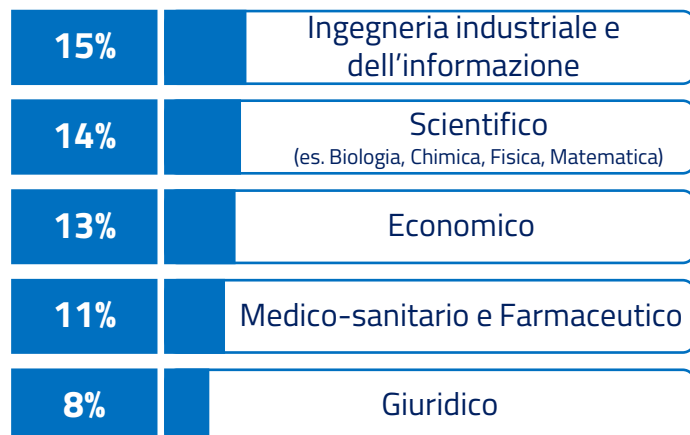 15%
Ingegneria industriale e
dell’informazione
14%
Scientifico
(es. Biologia, Chimica, Fisica, Matematica)
13%
Economico
11%
Medico-sanitario e Farmaceutico
8%
Giuridico